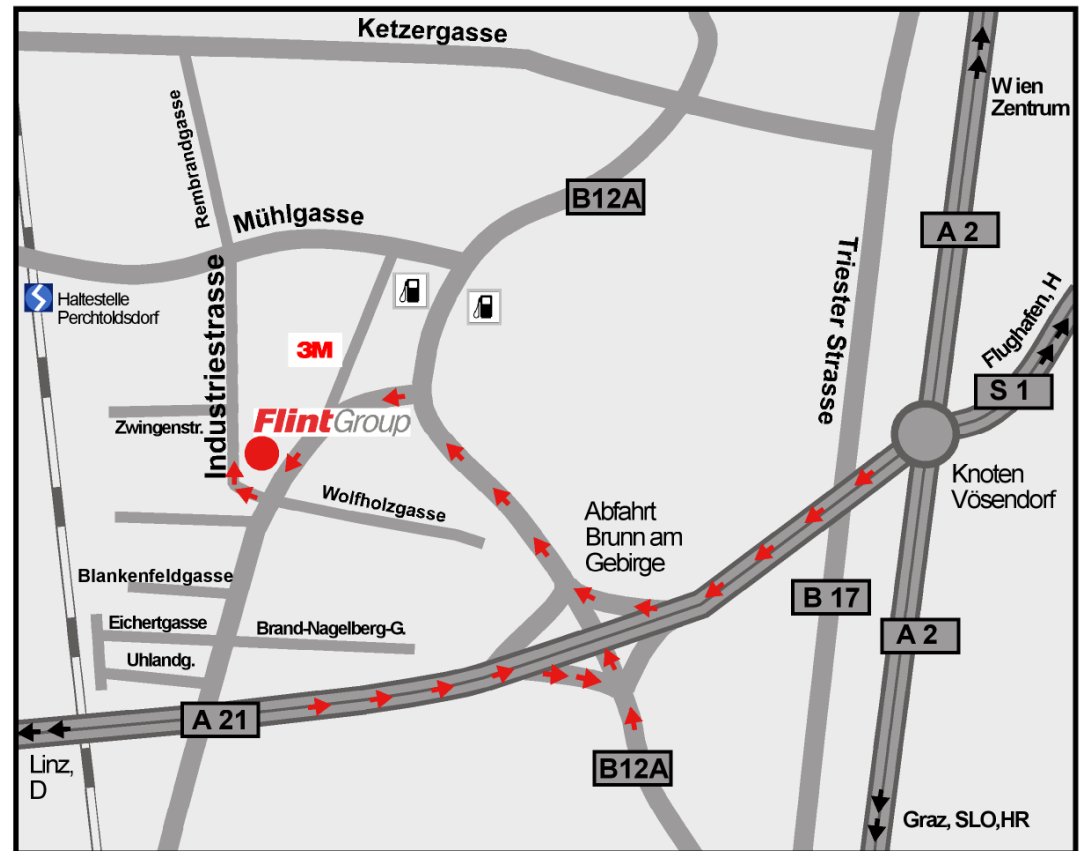 Ketzergasse
Wien
Zentrum
Rembrandgasse
B12A
Mühlgasse
A 2
Triester Strasse
Industriestrasse
Haltestelle
Perchtoldsdorf
Flughafen, H
3M
S 1
FlintGroup
Zwingenstr.
Knoten
Vösendorf
Wolfholzgasse
Abfahrt
Brunn am
Gebirge
Blankenfeldgasse
B 17
Eichertgasse
Brand-Nagelberg-G.
A 2
Uhlandg.
A 21
Linz,
D
B12A
Graz, SLO,HR